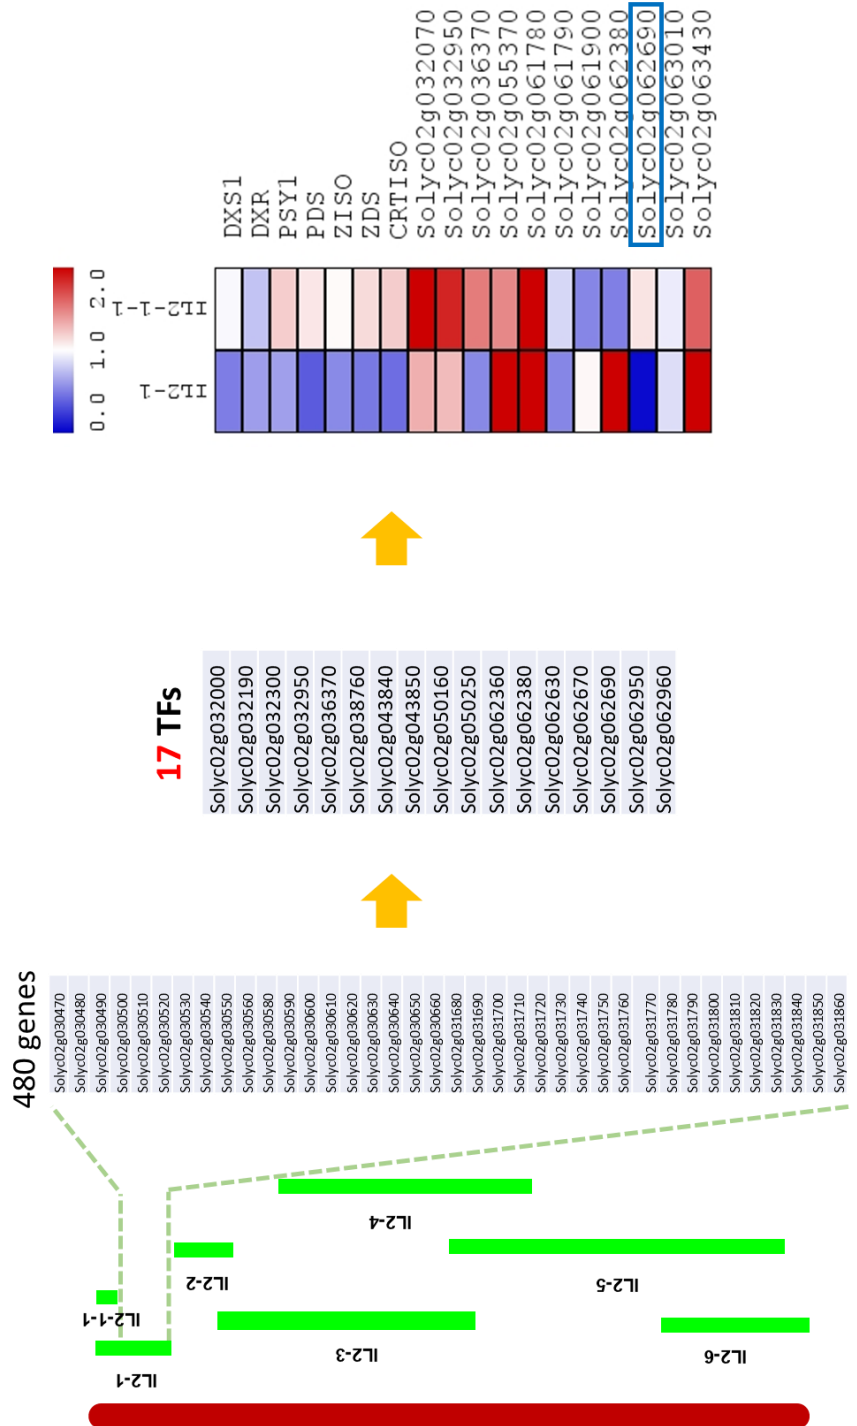 480 genes
Solyc02g030470
Solyc02g030480
Solyc02g030490
Solyc02g030500
Solyc02g030510
Solyc02g030520
Solyc02g030530
Solyc02g030540
Solyc02g030550
Solyc02g030560
Solyc02g030580
Solyc02g030590
Solyc02g030600
Solyc02g030610
Solyc02g030620
Solyc02g030630
Solyc02g030640
Solyc02g030650
Solyc02g030660
Solyc02g031680
Solyc02g031690
Solyc02g031700
Solyc02g031710
Solyc02g031720
Solyc02g031730
Solyc02g031740
Solyc02g031750
Solyc02g031760
Solyc02g031770
Solyc02g031780
Solyc02g031790
Solyc02g031800
Solyc02g031810
Solyc02g031820
Solyc02g031830
Solyc02g031840
Solyc02g031850
Solyc02g031860
IL2-1
IL2-1-1
IL2-2
IL2-3
IL2-4
IL2-5
IL2-6
17 TFs
Solyc02g032000
Solyc02g032190
Solyc02g032300
Solyc02g032950
Solyc02g036370
Solyc02g038760
Solyc02g043840
Solyc02g043850
Solyc02g050160
Solyc02g050250
Solyc02g062360
Solyc02g062380
Solyc02g062630
Solyc02g062670
Solyc02g062690
Solyc02g062950
Solyc02g062960
0.0 1.0 2.0
IL2-1
IL2-1-1
DXS1
DXR
PSY1
PDS
ZISO
ZDS
CRTISO
Solyc02g032070
Solyc02g032950
Solyc02g036370
Solyc02g055370
Solyc02g061780
Solyc02g061790
Solyc02g061900
Solyc02g062380
Solyc02g062690
Solyc02g063010
Solyc02g063430